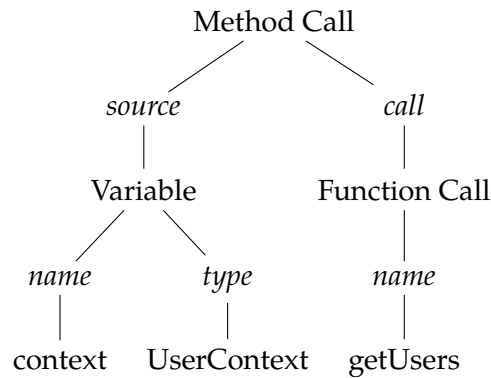 Method Call
source call
Variable Function Call
name type name
context UserContext getUsers